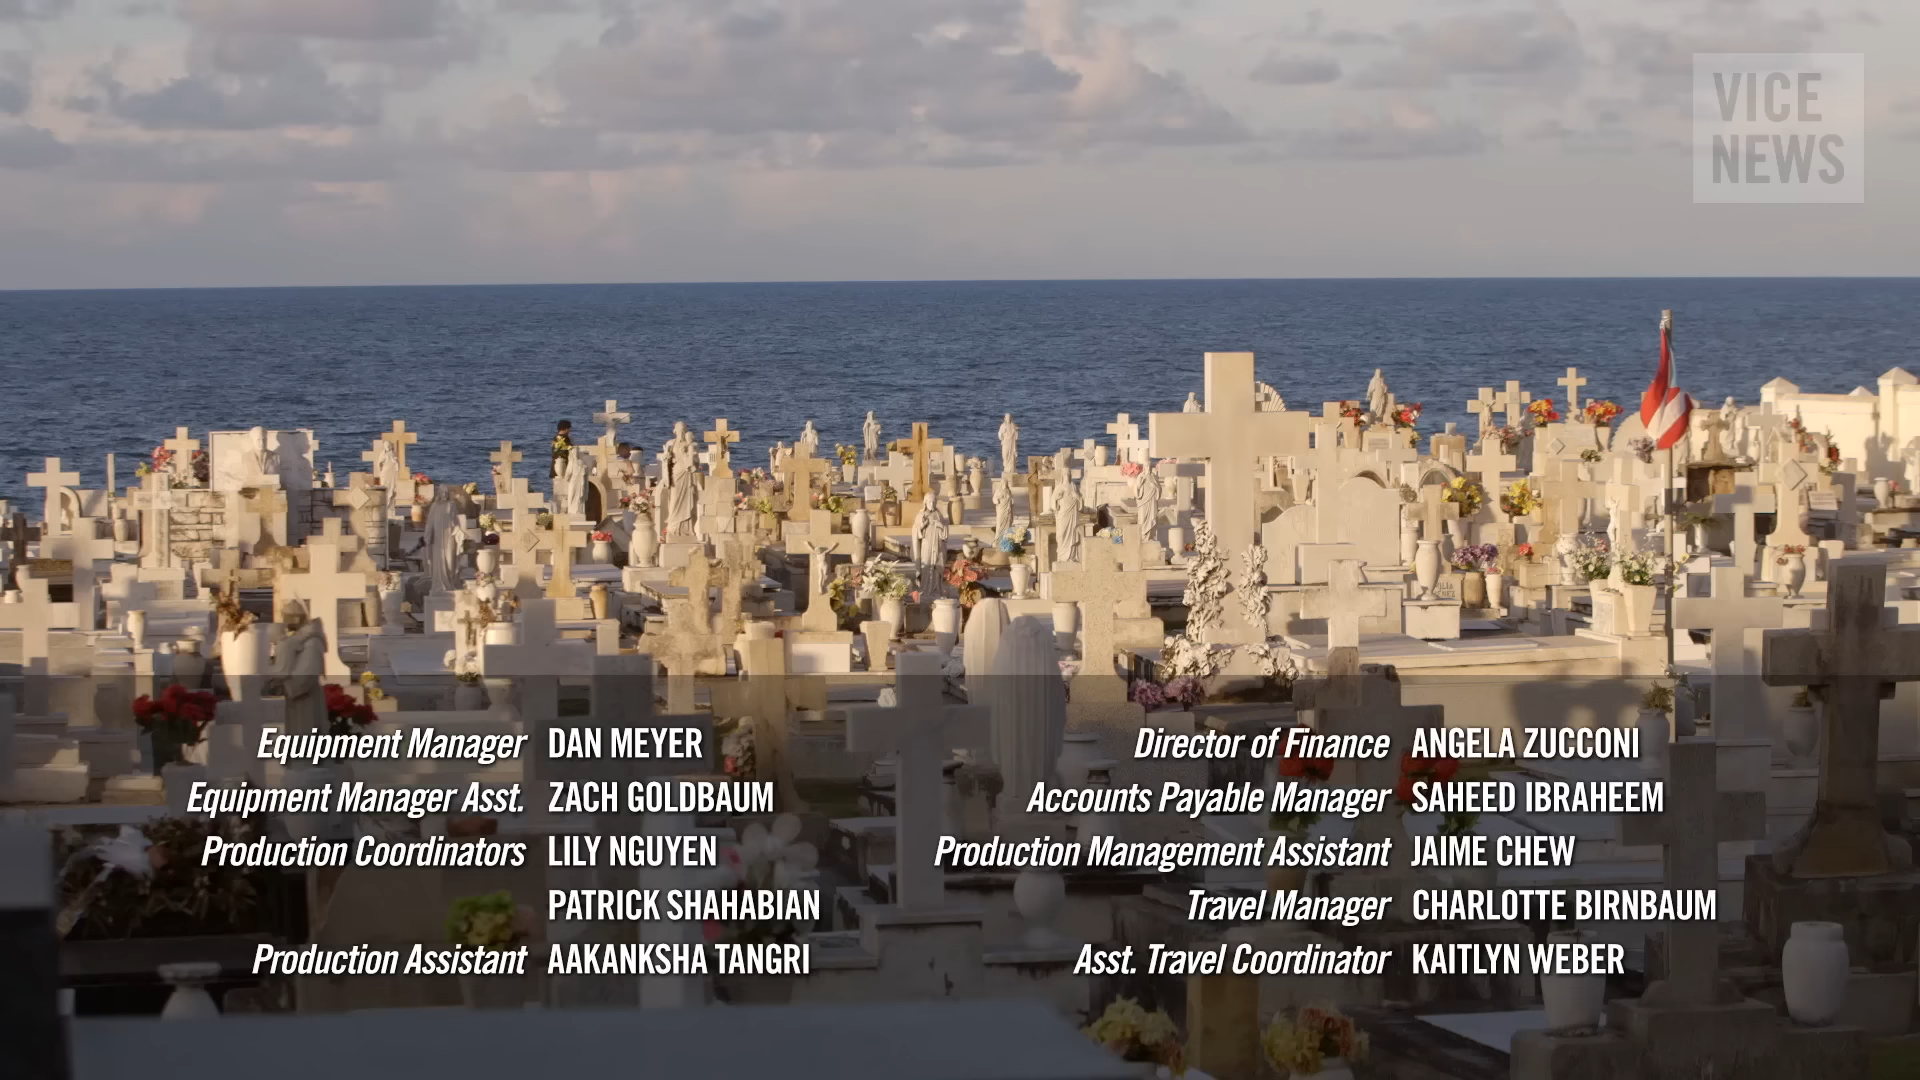 VICE
NEWS
Equipment Manager DAN MEYER
Equipment Manager Asst. ZACH GOLDBAUM
Production Coordinators LILY NGUYEN
PATRICK SHAHABIAN
Production Assistant AAKANKSHA TANGRI
Director of Finance ANGELA ZUCCONI
Accounts Payable Manager SAHEED IBRAHEEM
Production Management Assistant JAIME CHEW
Travel Manager CHARLOTTE BIRNBAUM
Asst. Travel Coordinator KAITLYN WEBER